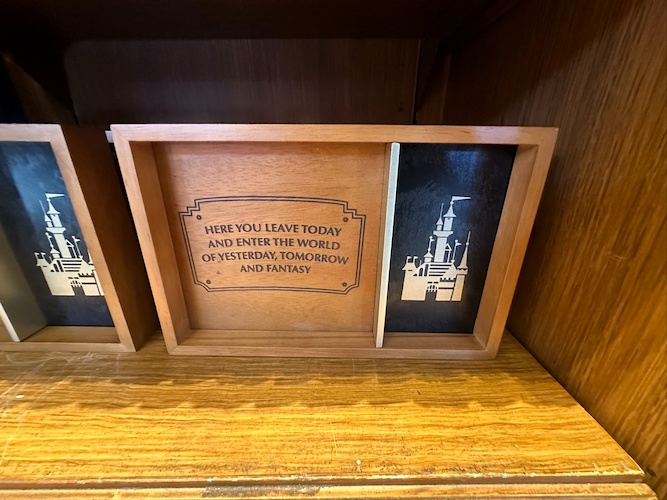 HERE YOU LEAVE TODAY
AND ENTER THE WORLD
OF YESTERDAY, TOMORROW
AND FANTASY